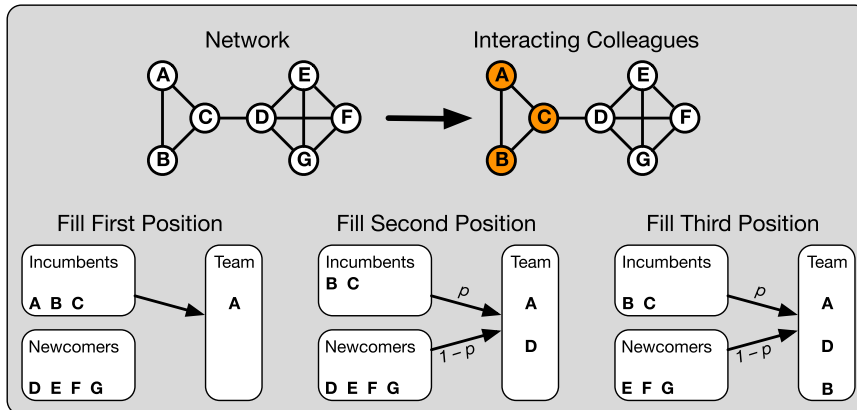 Network
Interacting Colleagues
A
E
C
D
F
B
G
A
E
C
D
F
B
G
Fill First Position
Fill Second Position
Fill Third Position
Incumbents
A B C
Newcomers
D E F G
Team
A
Incumbents
B C
Newcomers
D E F G
p
1 – p
Team
A
D
Incumbents
B C
Newcomers
E F G
p
1 – p
Team
A
D
B